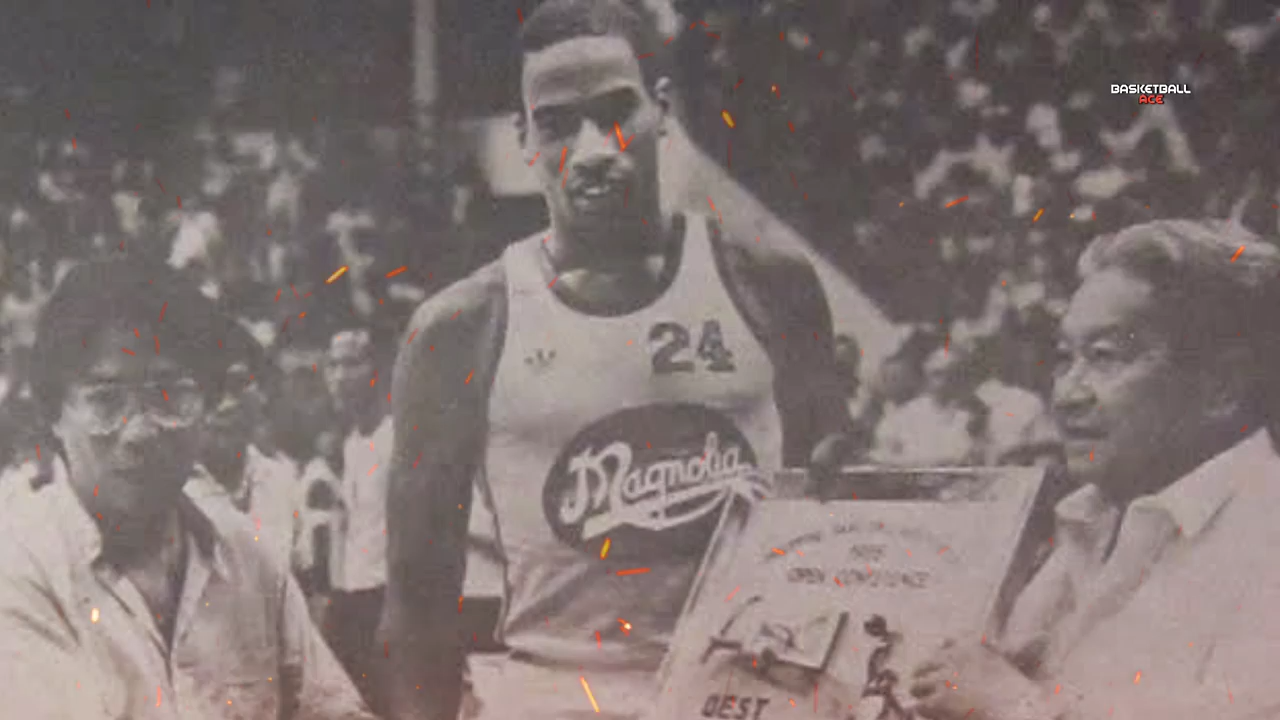 BASKETBALL
AGE
24
Magnolia
OPEN CONFERENCE
BEST